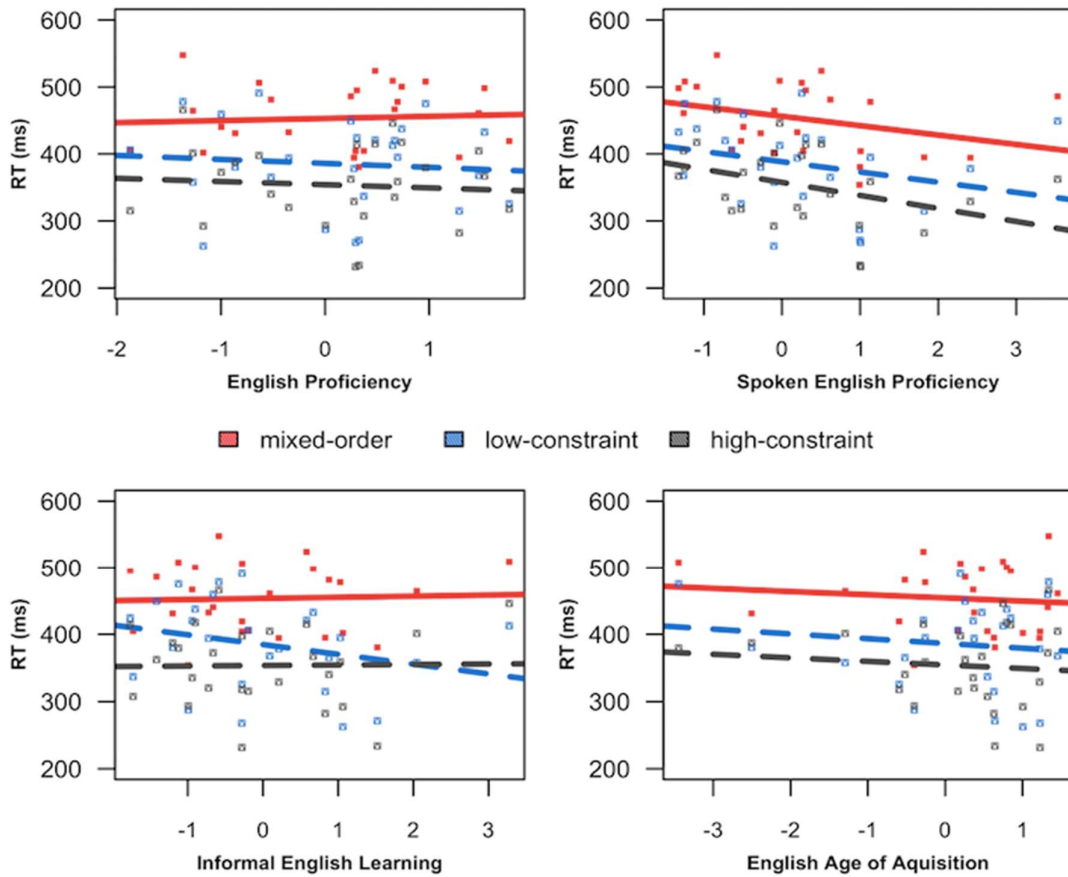 600
500
400
300
200
RT (ms)
-2 -1 0 1
English Proficiency
600
500
400
300
200
RT (ms)
-1 0 1 2 3
Spoken English Proficiency
mixed-order low-constraint high-constraint
600
500
400
300
200
RT (ms)
-1 0 1 2 3
Informal English Learning
600
500
400
300
200
RT (ms)
-3 -2 -1 0 1
English Age of Aquisition